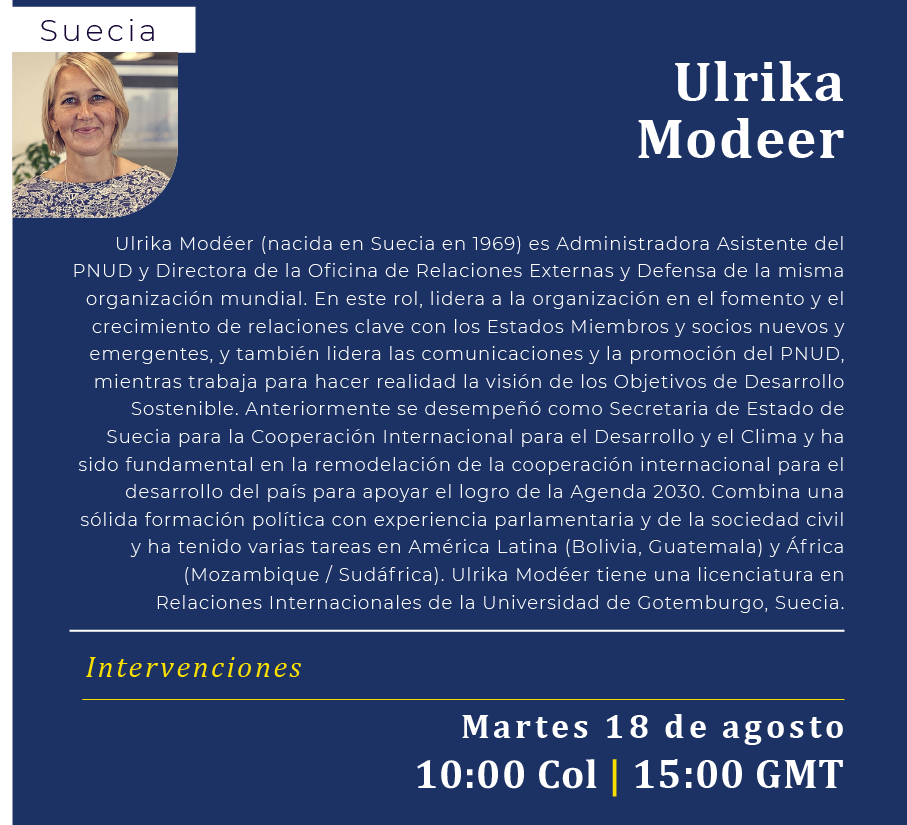 Suecia
Ulrika
Modeer
Ulrika Modéer (nacida en Suecia en 1969) es Administradora Asistente del
PNUD y Directora de la Oficina de Relaciones Externas y Defensa de la misma
organización mundial. En este rol, lidera a la organización en el fomento y el
crecimiento de relaciones clave con los Estados Miembros y socios nuevos y
emergentes, y también lidera las comunicaciones y la promoción del PNUD,
mientras trabaja para hacer realidad la visión de los Objetivos de Desarrollo
Sostenible. Anteriormente se desempeñó como Secretaria de Estado de
Suecia para la Cooperación Internacional para el Desarrollo y el Clima y ha
sido fundamental en la remodelación de la cooperación internacional para el
desarrollo del país para apoyar el logro de la Agenda 2030. Combina una
sólida formación política con experiencia parlamentaria y de la sociedad civil
y ha tenido varias tareas en América Latina (Bolivia, Guatemala) y África
(Mozambique / Sudáfrica). Ulrika Modéer tiene una licenciatura en
Relaciones Internacionales de la Universidad de Gotemburgo, Suecia.
Intervenciones
Martes 18 de agosto
10:00 Col | 15:00 GMT